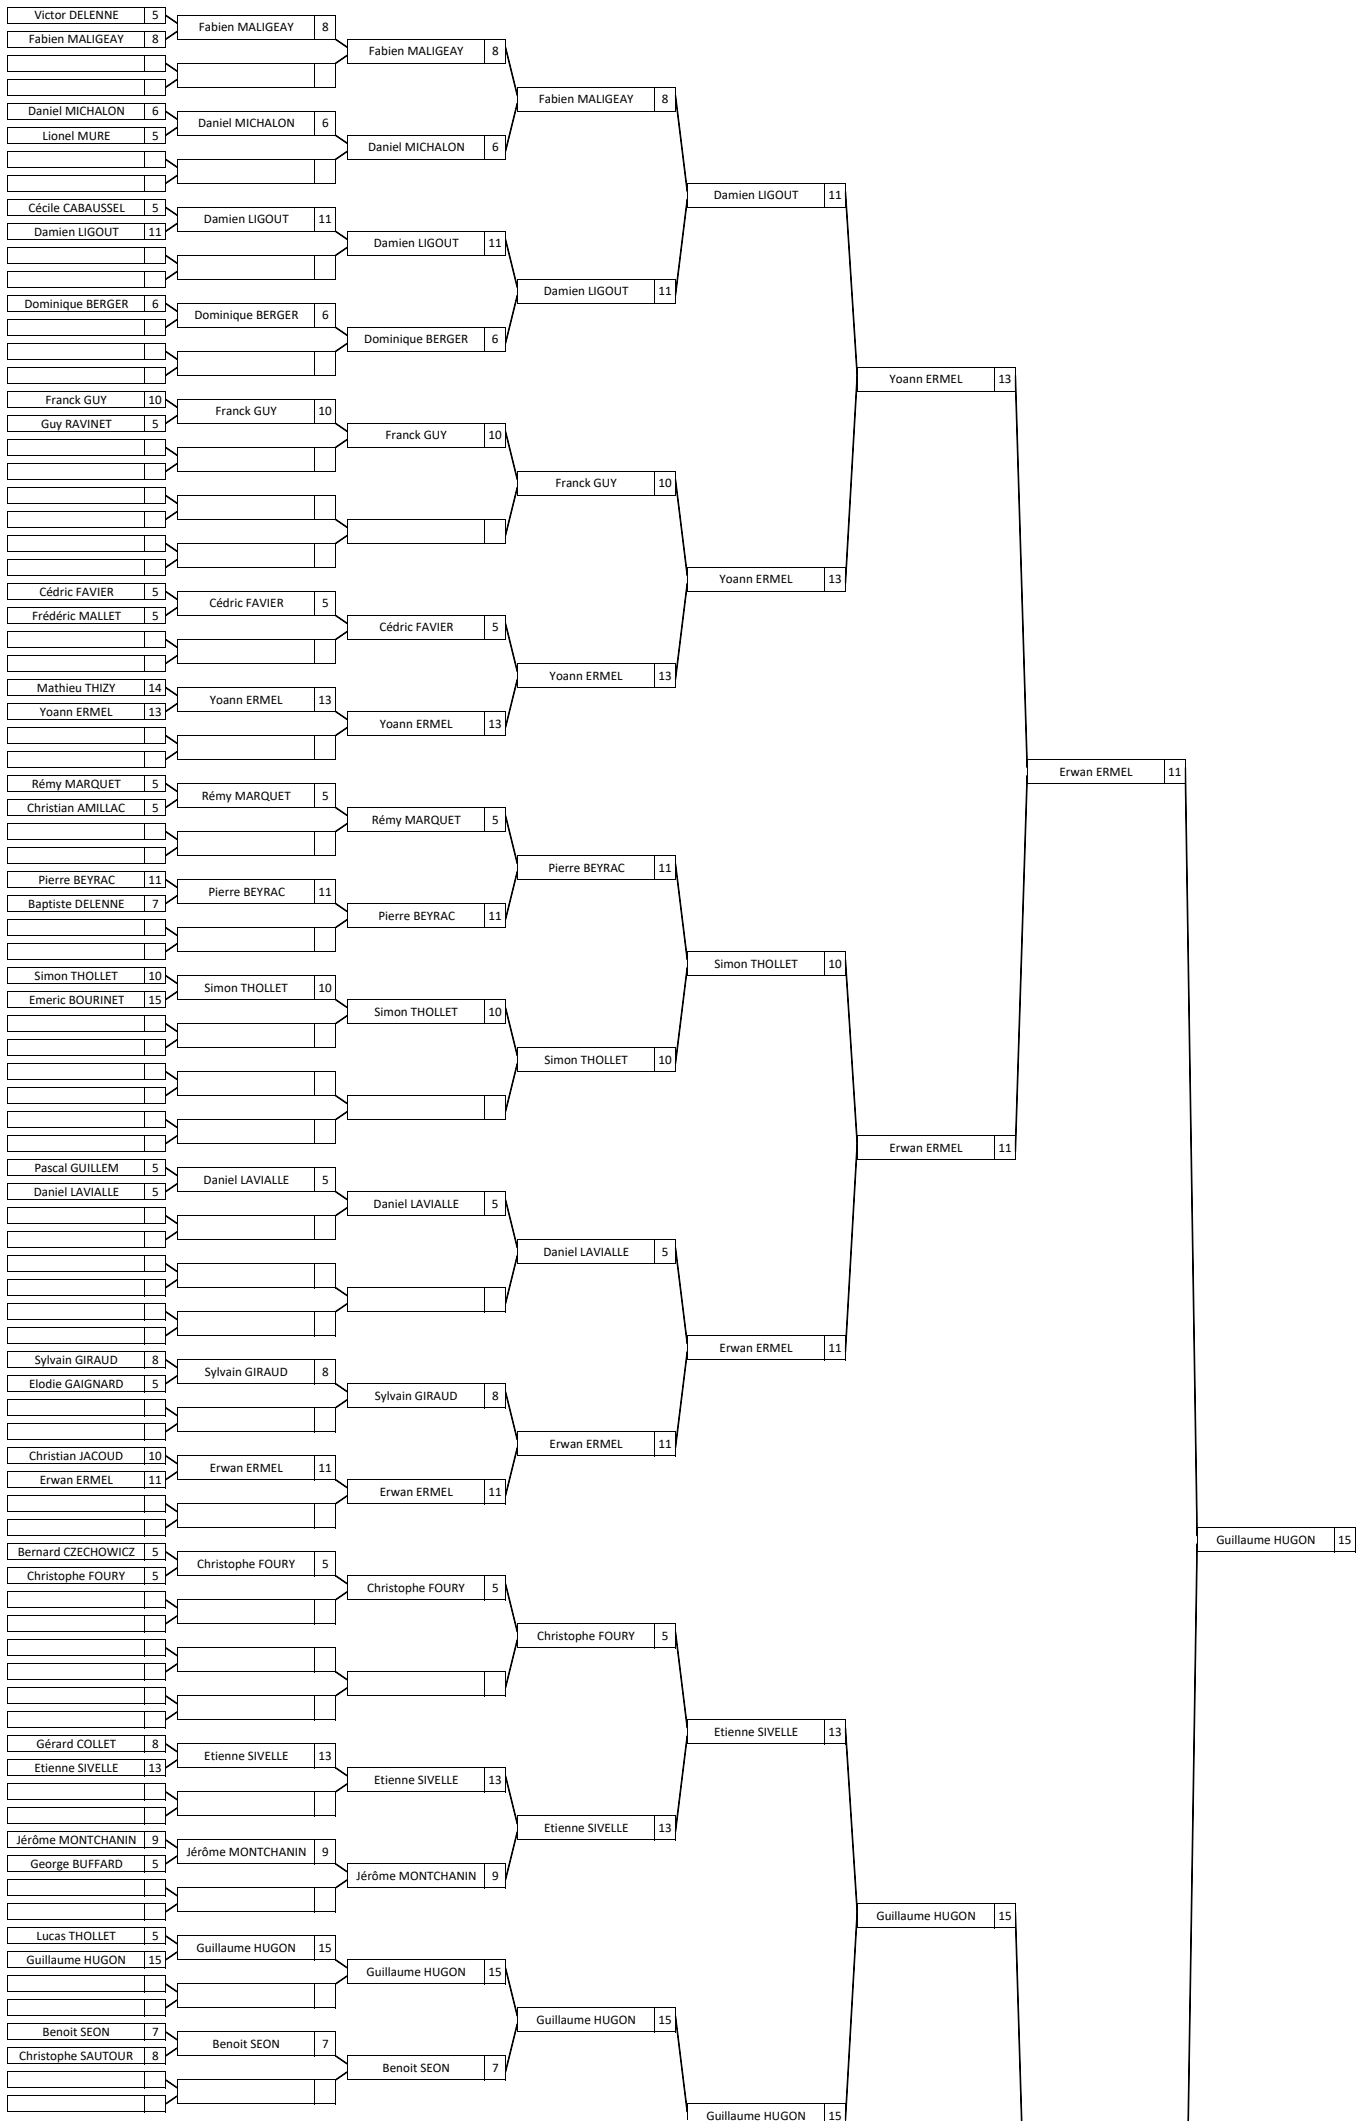 Victor DELENNE 5
Fabien MALIGEAY 8
Daniel MICHALON 6
Lionel MURE 5
Cécile CABAUSSEL 5
Damien LIGOUT 11
Dominique BERGER 6
Franck GUY 10
Guy RAVINET 5
Cédric FAVIER 5
Frédéric MALLET 5
Mathieu THIZY 14
Yoann ERMEL 13
Rémy MARQUET 5
Christian AMILLAC 5
Pierre BEYRAC 11
Baptiste DELENNE 7
Simon THOLLET 10
Emeric BOURINET 15
Pascal GUILLEM 5
Daniel LAVIALLE 5
Sylvain GIRAUD 8
Elodie GAIGNARD 5
Christian JACOUD 10
Erwan ERMEL 11
Bernard CZECHOWICZ 5
Christophe FOURY 5
Gérard COLLET 8
Etienne SIVELLE 13
Jérôme MONTCHANIN 9
George BUFFARD 5
Lucas THOLLET 5
Guillaume HUGON 15
Benoit SEON 7
Christophe SAUTOUR 8
Fabien MALIGEAY 8
Daniel MICHALON 6
Damien LIGOUT 11
Dominique BERGER 6
Franck GUY 10
Cédric FAVIER 5
Yoann ERMEL 13
Rémy MARQUET 5
Pierre BEYRAC 11
Simon THOLLET 10
Daniel LAVIALLE 5
Sylvain GIRAUD 8
Erwan ERMEL 11
Christophe FOURY 5
Etienne SIVELLE 13
Jérôme MONTCHANIN 9
Guillaume HUGON 15
Benoit SEON 7
Fabien MALIGEAY 8
Daniel MICHALON 6
Damien LIGOUT 11
Dominique BERGER 6
Franck GUY 10
Cédric FAVIER 5
Yoann ERMEL 13
Rémy MARQUET 5
Pierre BEYRAC 11
Simon THOLLET 10
Daniel LAVIALLE 5
Sylvain GIRAUD 8
Erwan ERMEL 11
Christophe FOURY 5
Etienne SIVELLE 13
Jérôme MONTCHANIN 9
Guillaume HUGON 15
Benoit SEON 7
Fabien MALIGEAY 8
Damien LIGOUT 11
Franck GUY 10
Yoann ERMEL 13
Pierre BEYRAC 11
Simon THOLLET 10
Daniel LAVIALLE 5
Erwan ERMEL 11
Christophe FOURY 5
Etienne SIVELLE 13
Guillaume HUGON 15
Damien LIGOUT 11
Yoann ERMEL 13
Simon THOLLET 10
Erwan ERMEL 11
Etienne SIVELLE 13
Guillaume HUGON 15
Yoann ERMEL 13
Erwan ERMEL 11
Guillaume HUGON 15
Erwan ERMEL 11
Guillaume HUGON 15